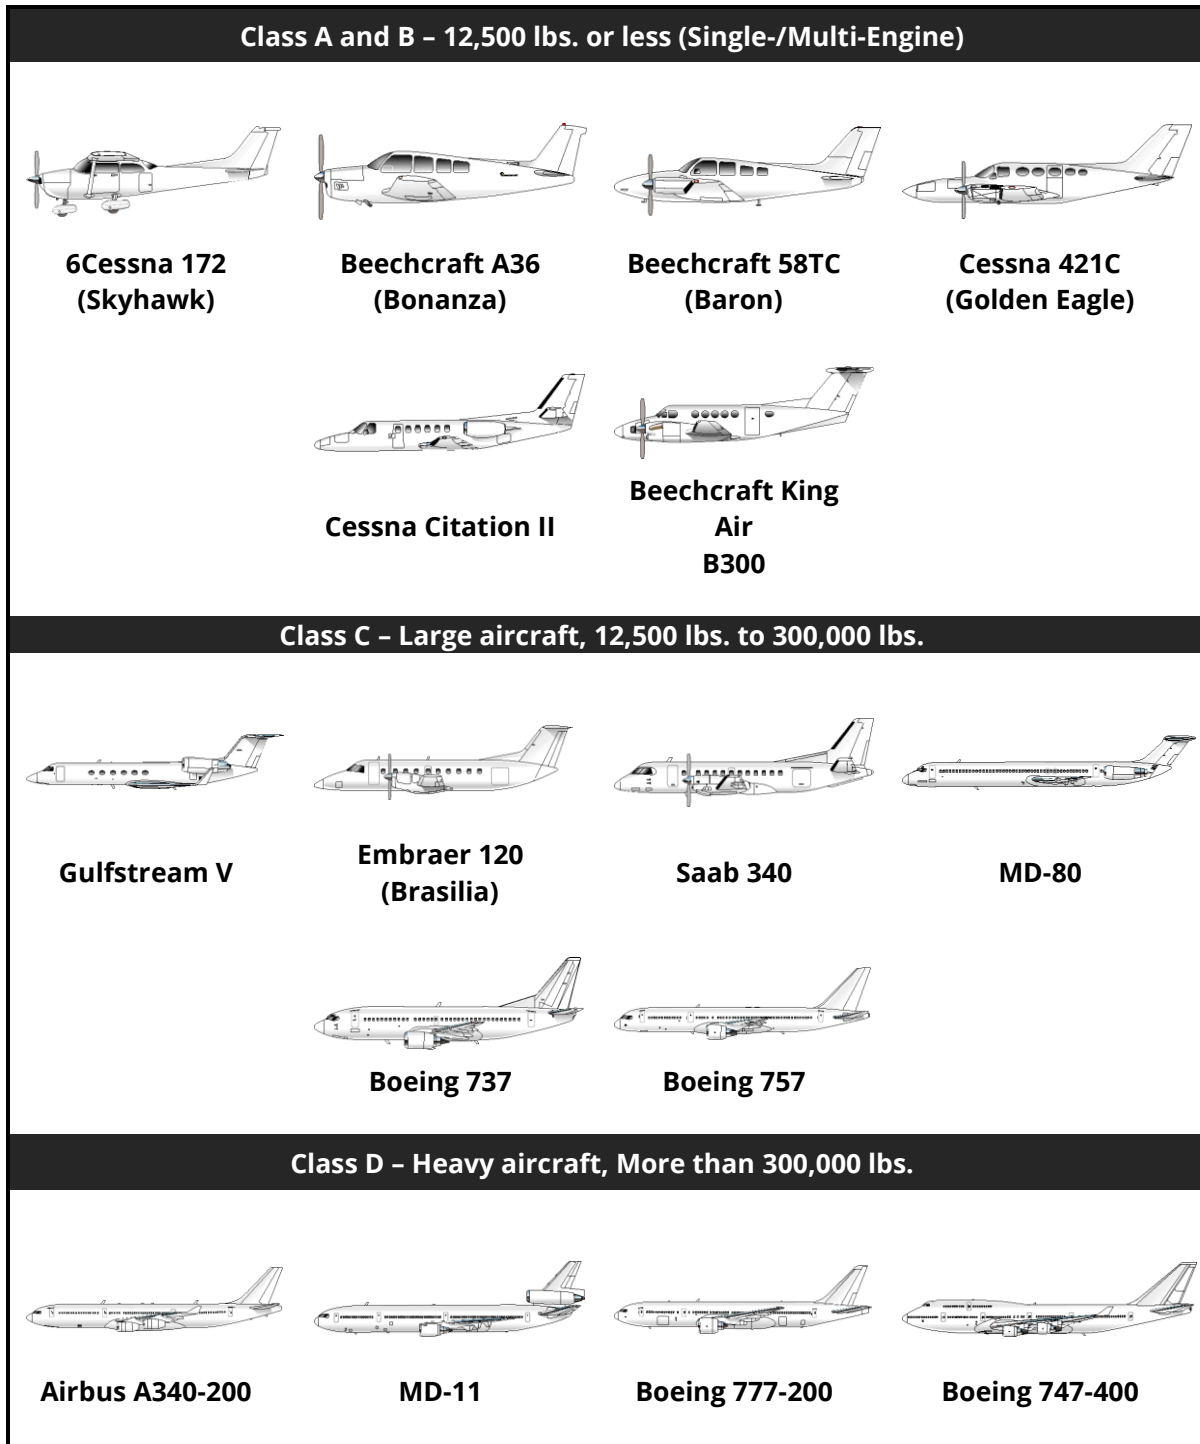 Class A and B – 12,500 lbs. or less (Single-/Multi-Engine)
6Cessna 172
(Skyhawk)
Beechcraft A36
(Bonanza)
Beechcraft 58TC
(Baron)
Cessna 421C
(Golden Eagle)
Cessna Citation II
Beechcraft King
Air
B300
Class C – Large aircraft, 12,500 lbs. to 300,000 lbs.
Gulfstream V
Embraer 120
(Brasilia)
Saab 340
MD-80
Boeing 737
Boeing 757
Class D – Heavy aircraft, More than 300,000 lbs.
Airbus A340-200
MD-11
Boeing 777-200
Boeing 747-400